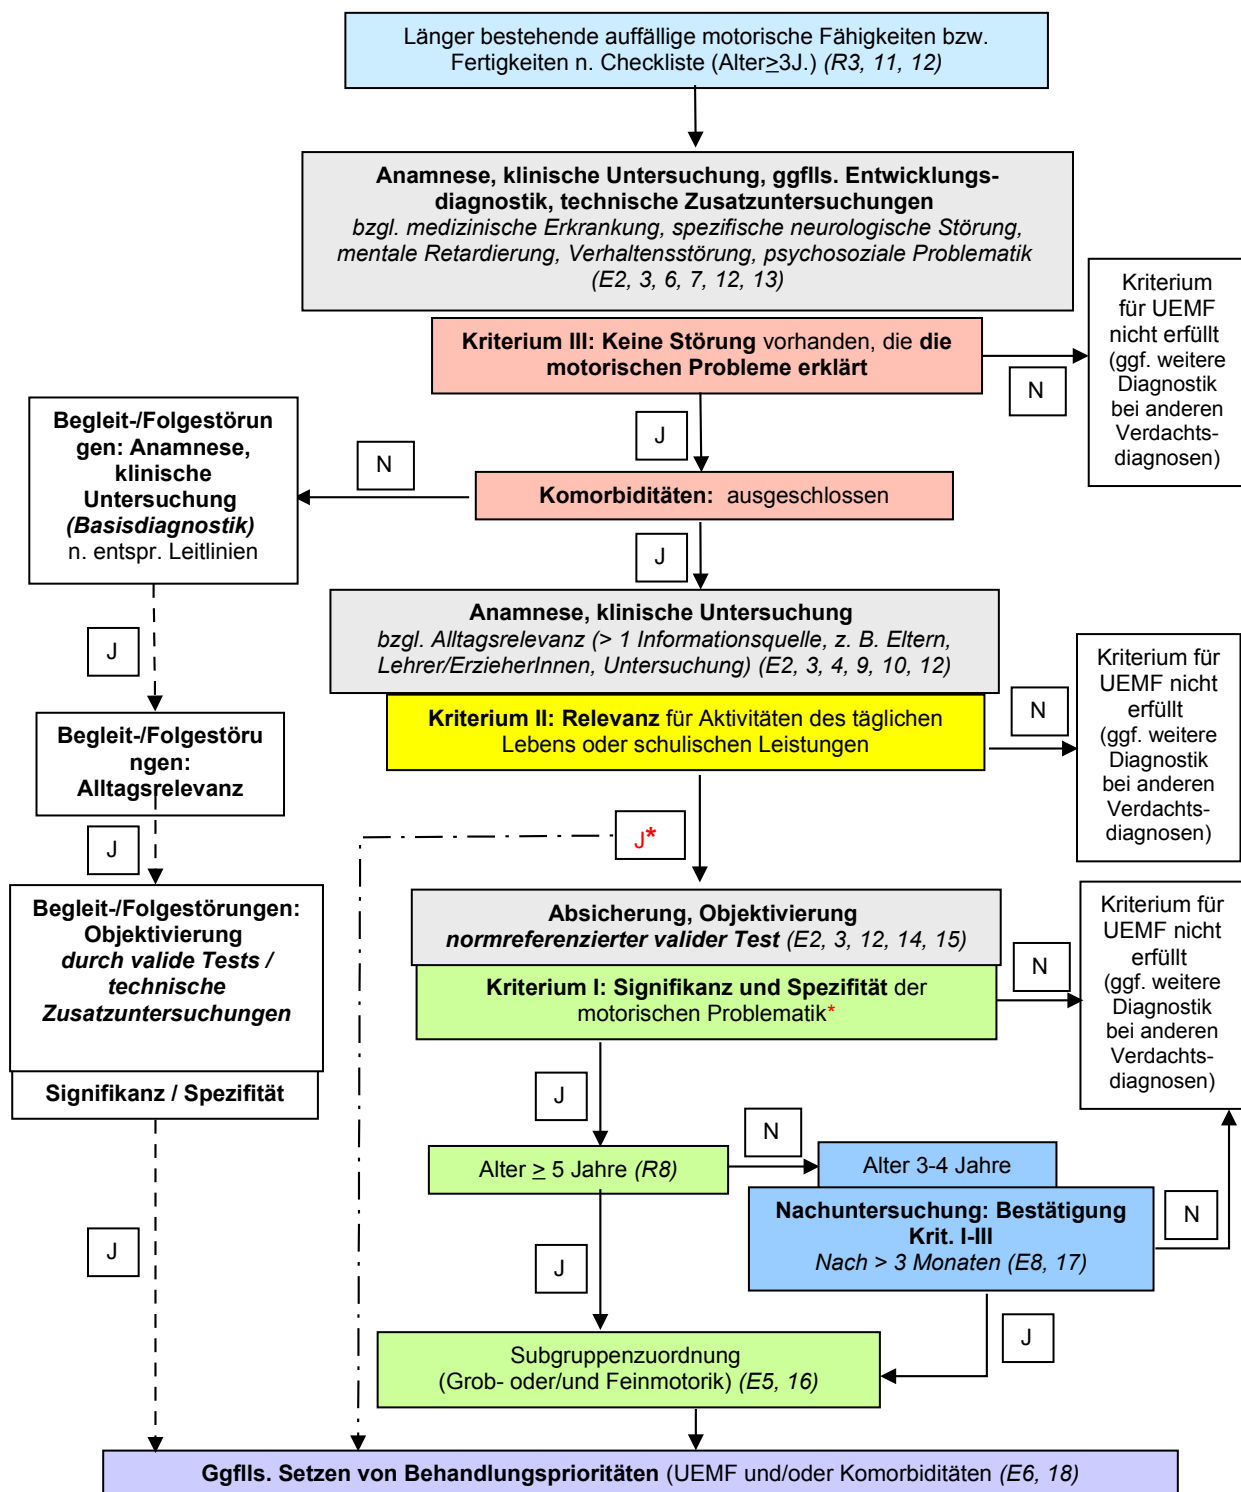 Länger bestehende auffällige motorische Fähigkeiten bzw.
Fertigkeiten n. Checkliste (Alter≥3J.) (R3, 11, 12)
Anamnese, klinische Untersuchung, ggflls. Entwicklungs-
diagnostik, technische Zusatzuntersuchungen
bzgl. medizinische Erkrankung, spezifische neurologische Störung,
mentale Retardierung, Verhaltensstörung, psychosoziale Problematik
(E2, 3, 6, 7, 12, 13)
Kriterium III: Keine Störung vorhanden, die die
motorischen Probleme erklärt
N
Kriterium
für UEMF
nicht erfüllt
(ggf. weitere
Diagnostik
bei anderen
Verdachts-
diagnosen)
J
Komorbiditäten: ausgeschlossen
N
Begleit-/Folgestörun
gen: Anamnese,
klinische
Untersuchung
(Basisdiagnostik)
n. entspr. Leitlinien
J
J
Anamnese, klinische Untersuchung
bzgl. Alltagsrelevanz (> 1 Informationsquelle, z. B. Eltern,
Lehrer/ErzieherInnen, Untersuchung) (E2, 3, 4, 9, 10, 12)
Kriterium II: Relevanz für Aktivitäten des täglichen
Lebens oder schulischen Leistungen
N
Kriterium für
UEMF nicht
erfüllt
(ggf. weitere
Diagnostik
bei anderen
Verdachts-
diagnosen)
Begleit-/Folgestöru
ngen:
Alltagsrelevanz
J
J*
Begleit-/Folgestörungen:
Objektivierung
durch valide Tests /
technische
Zusatzuntersuchungen
Signifikanz / Spezifität
Absicherung, Objektivierung
normreferenzierter valider Test (E2, 3, 12, 14, 15)
Kriterium I: Signifikanz und Spezifität der
motorischen Problematik*
N
Kriterium für
UEMF nicht
erfüllt
(ggf. weitere
Diagnostik
bei anderen
Verdachts-
diagnosen)
J
Alter ≥ 5 Jahre (R8)
N
Alter 3-4 Jahre
Nachuntersuchung: Bestätigung
Krit. I-III
Nach > 3 Monaten (E8, 17)
N
J
J
J
Subgruppenzuordnung
(Grob- oder/und Feinmotorik) (E5, 16)
Ggflls. Setzen von Behandlungsprioritäten (UEMF und/oder Komorbiditäten (E6, 18)